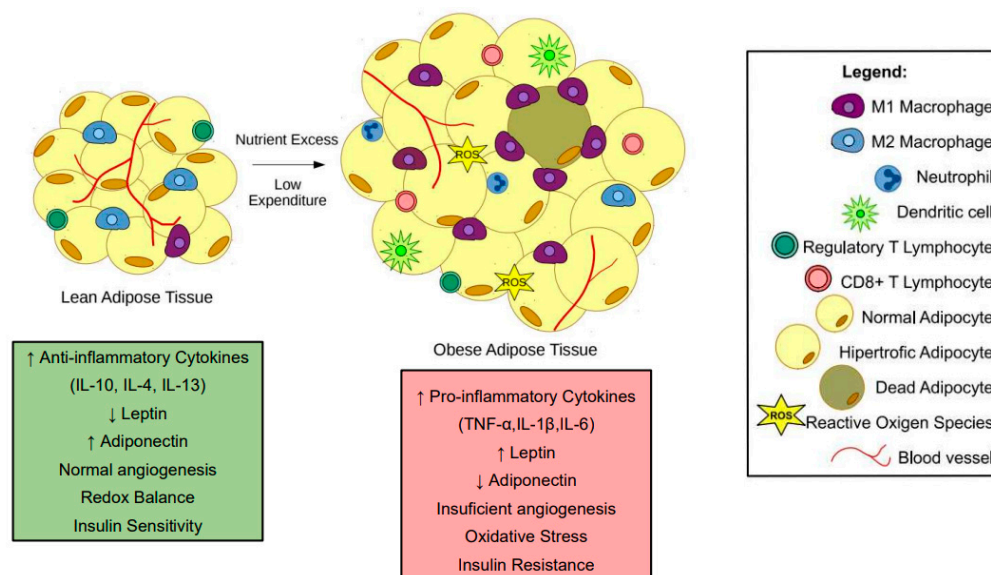 Nutrient Excess
Low
Expenditure
Lean Adipose Tissue
ROS
ROS
Obese Adipose Tissue
↑ Anti-inflammatory Cytokines
(IL-10, IL-4, IL-13)
↓ Leptin
↑ Adiponectin
Normal angiogenesis
Redox Balance
Insulin Sensitivity
↑ Pro-inflammatory Cytokines
(TNF-α,IL-1β,IL-6)
↑ Leptin
↓ Adiponectin
Insuficient angiogenesis
Oxidative Stress
Insulin Resistance
Legend:
M1 Macrophage
M2 Macrophage
Neutrophil
Dendritic cell
Regulatory T Lymphocyte
CD8+ T Lymphocyte
Normal Adipocyte
Hipertrofic Adipocyte
Dead Adipocyte
ROS
Reactive Oxigen Species
Blood vessel